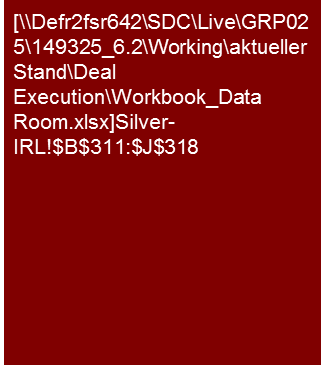 [\\Defr2fsr642\SDC\Live\GRP02
5\149325_6.2\Working\aktueller
Stand\Deal
Execution\Workbook_Data
Room.xlsx]Silver-
IRL!$B$311:$J$318